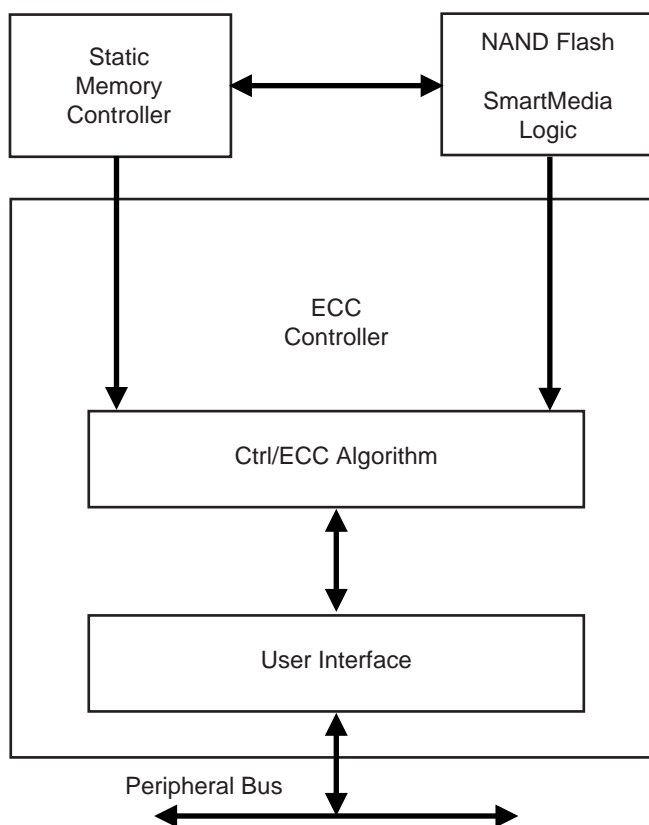 Static
Memory
Controller
NAND Flash
SmartMedia
Logic
ECC
Controller
Ctrl/ECC Algorithm
User Interface
Peripheral Bus